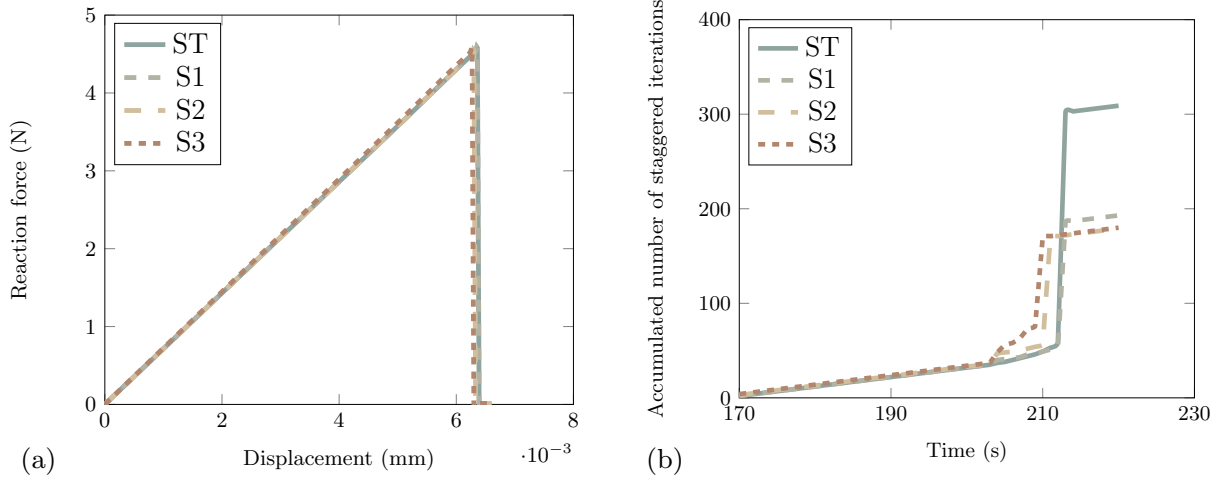 5
4
3
2
1
0
0
2
4
6
8
·10⁻³
Displacement (mm)
Reaction force (N)
ST
S1
S2
S3
(a)
400
300
200
100
0
170
190
210
230
Time (s)
Accumulated number of staggered iterations
ST
S1
S2
S3
(b)